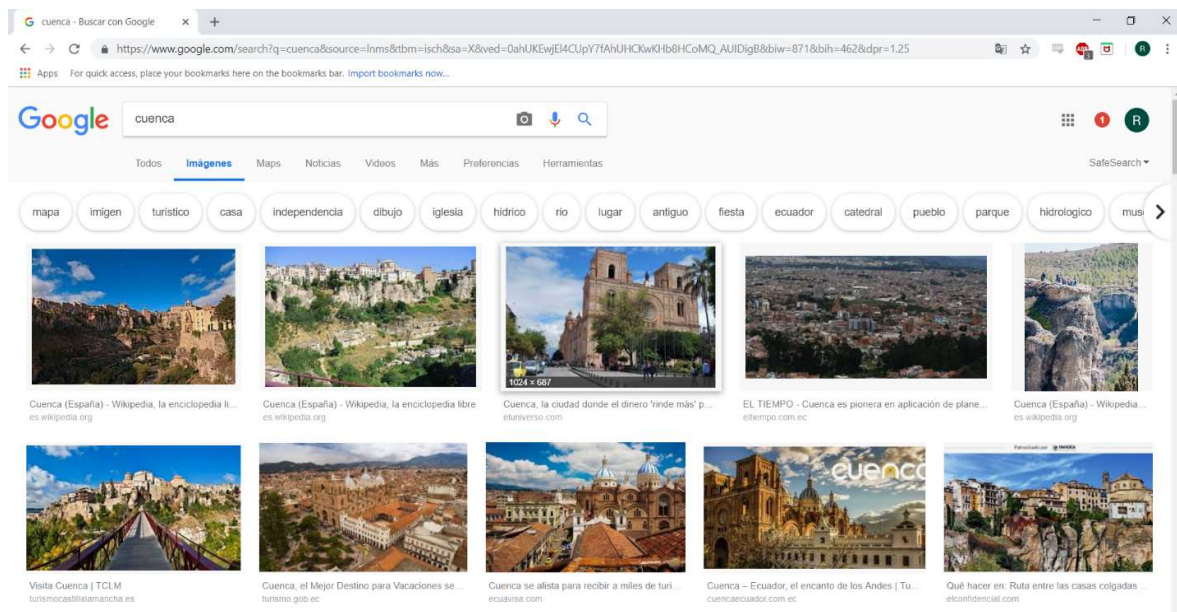 cuenca - Buscar con Google
https://www.google.com/search?q=cuenca&source=lnms&tbm=isch&sa=X&ved=0ahUKEwjEl4CUpY7fAhUHCKwKHb8HCoMQ_AUIDigB&biw=871&bih=462&dpr=1.25
Apps For quick access, place your bookmarks here on the bookmarks bar. Import bookmarks now...
Google cuenca 1 R
Todos Imágenes Maps Noticias Videos Más Preferencias Herramientas SafeSearch
mapa imigen turistico casa independencia dibujo iglesia hidrico rio lugar antiguo fiesta ecuador catedral pueblo parque hidrologico mus
1024 × 687
Cuenca (España) - Wikipedia, la enciclopedia li... Cuenca (España) - Wikipedia, la enciclopedia libre Cuenca, la ciudad donde el dinero 'rinde más' p... EL TIEMPO - Cuenca es pionera en aplicación de plane... Cuenca (España) - Wikipedia...
es.wikipedia.org es.wikipedia.org eluniverso.com eltiempo.com.ec es.wikipedia.org
Patrocinado por
cuenca
Visita Cuenca | TCLM Cuenca, el Mejor Destino para Vacaciones se... Cuenca se alista para recibir a miles de turi... Cuenca – Ecuador, el encanto de los Andes | Tu... Qué hacer en: Ruta entre las casas colgadas ...
turismocastillalamancha.es turismo.gob.ec ecuavisa.com cuencaecuador.com.ec elconfidencial.com